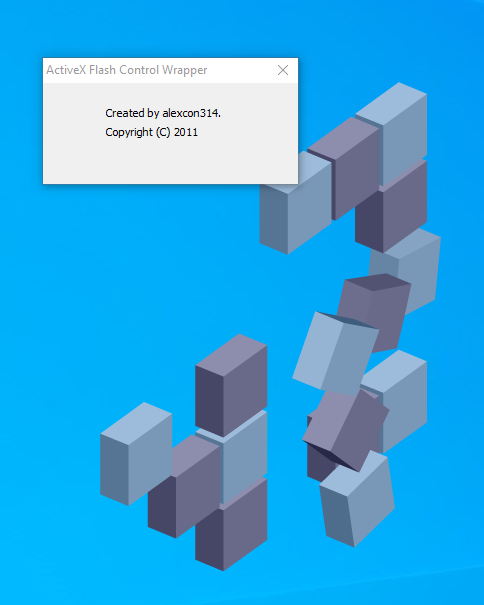 ActiveX Flash Control Wrapper
Created by alexcon314.
Copyright (C) 2011